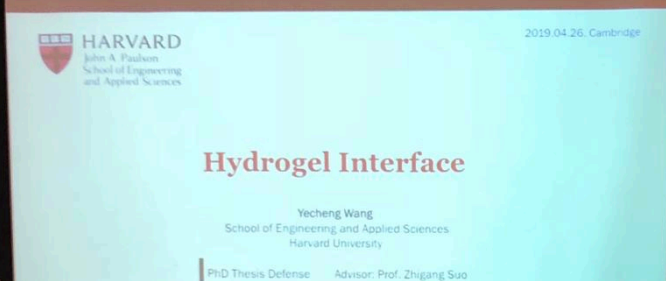 HARVARD
John A. Paulson
School of Engineering
and Applied Sciences
2019.04.26, Cambridge
Hydrogel Interface
Yecheng Wang
School of Engineering and Applied Sciences
Harvard University
PhD Thesis Defense Advisor: Prof. Zhigang Suo